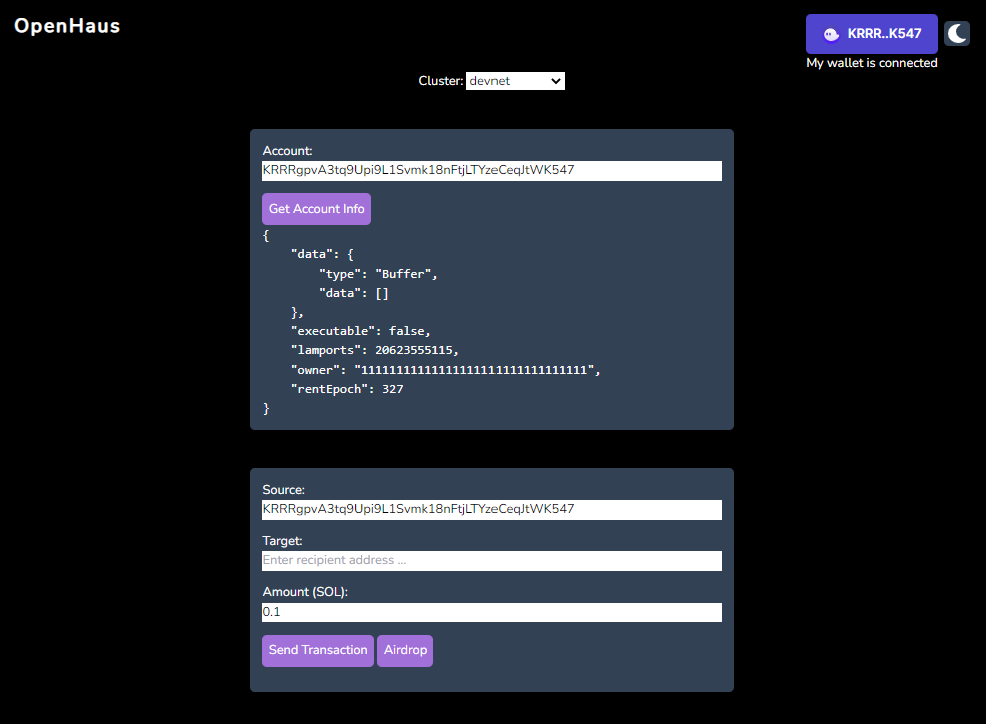 OpenHaus
KRRR..K547
My wallet is connected
Cluster: devnet
Account:
KRRRgpvA3tq9Upi9L1Svmk18nFtjLTYzeCeqJtWK547
Get Account Info
{
    "data": {
        "type": "Buffer",
        "data": []
    },
    "executable": false,
    "lamports": 20623555115,
    "owner": "11111111111111111111111111111111",
    "rentEpoch": 327
}
Source:
KRRRgpvA3tq9Upi9L1Svmk18nFtjLTYzeCeqJtWK547
Target:
Enter recipient address ...
Amount (SOL):
0.1
Send Transaction Airdrop